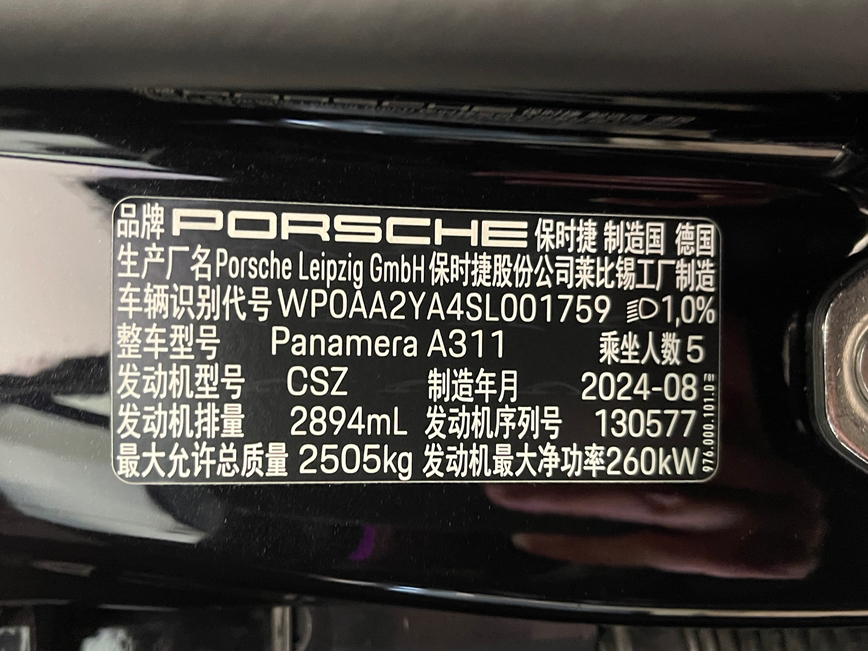 品牌 PORSCHE 保时捷 制造国 德国
生产厂名Porsche Leipzig GmbH 保时捷股份公司莱比锡工厂制造
车辆识别代号 WP0AA2YA4SL001759 1,0%
整车型号 Panamera A311 乘坐人数 5
发动机型号 CSZ 制造年月 2024-08
发动机排量 2894mL 发动机序列号 130577
最大允许总质量 2505kg 发动机最大净功率260kW
976.000.101.0